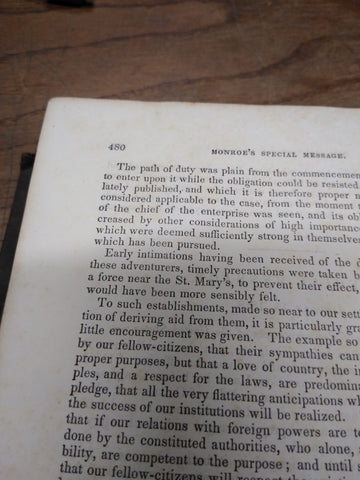 480
MONROE'S SPECIAL MESSAGE.
The path of duty was plain from the commencemen
to enter upon it while the obligation could be resisted
lately published, and which it is therefore proper n
considered applicable to the case, from the moment t
of the chief of the enterprise was seen, and its ob
creased by other considerations of high importance
which were deemed sufficiently strong in themselve
which has been pursued.
Early intimations having been received of the d
these adventurers, timely precautions were taken b
a force near the St. Mary's, to prevent their effect,
would have been more sensibly felt.
To such establishments, made so near to our sett
tion of deriving aid from them, it is particularly gra
little encouragement was given. The example so
by our fellow-citizens, that their sympathies can
proper purposes, but that a love of country, the in
ples, and a respect for the laws, are predomin
pledge, that all the very flattering anticipations wh
the success of our institutions will be realized.
that if our relations with foreign powers are to
done by the constituted authorities, who alone, a
bility, are competent to the purpose; and until s
that our fellow-citizens will respect